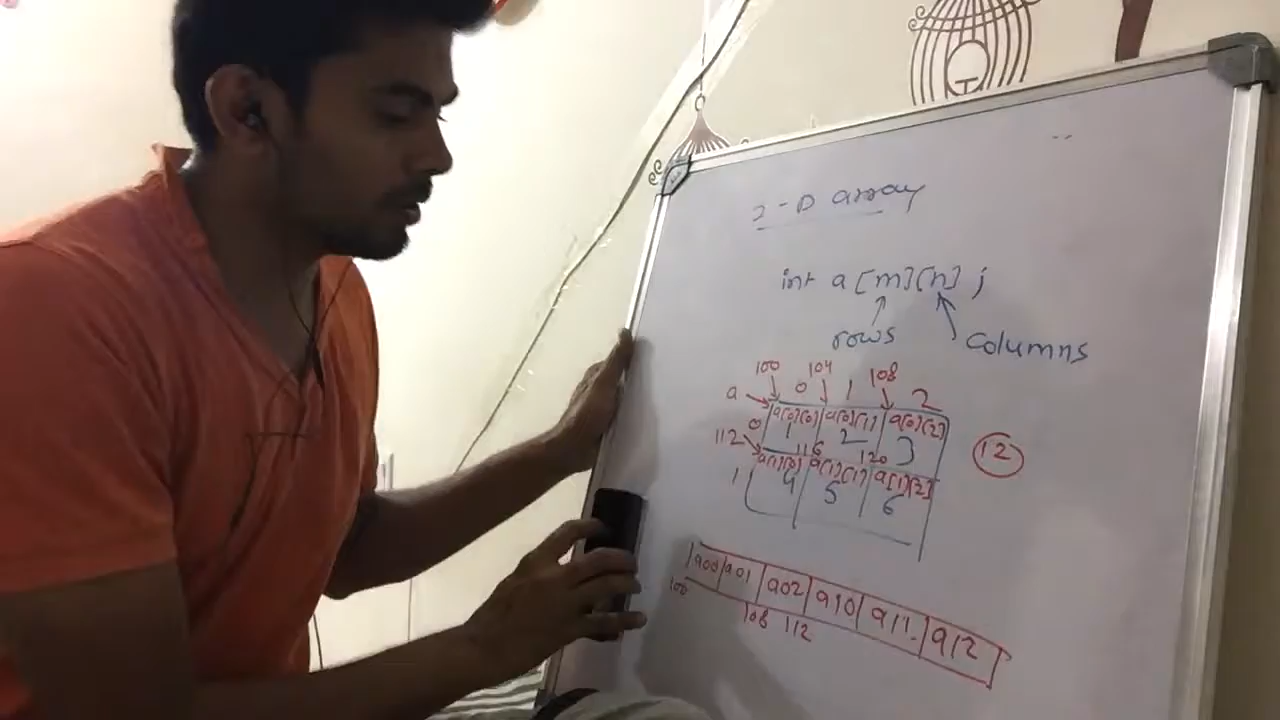 2-D array
int a[m][n];
rows
columns
100 104 108
a 0 1 2
0 a[0][0] a[0][1] a[0][2]
1 2 3
112 116 120
12
a[1][0] a[1][1] a[1][2]
1 4 5 6
a00 a01 a02 a10 a11 a12
100 108 112